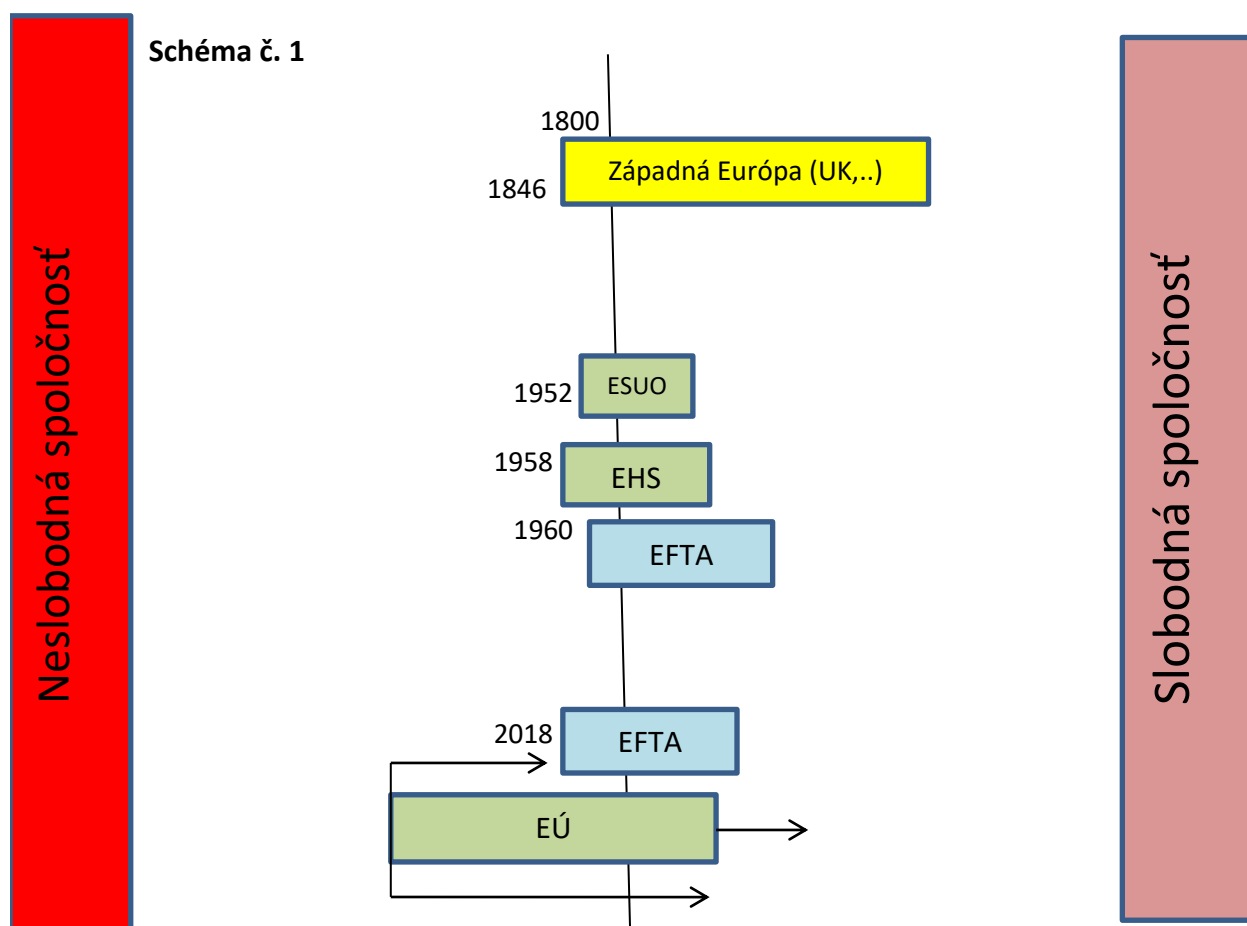 Schéma č. 1
Neslobodná spoločnosť
Slobodná spoločnosť
1800
Západná Európa (UK,..)
1846
1952
ESUO
1958
EHS
1960
EFTA
2018
EFTA
EÚ